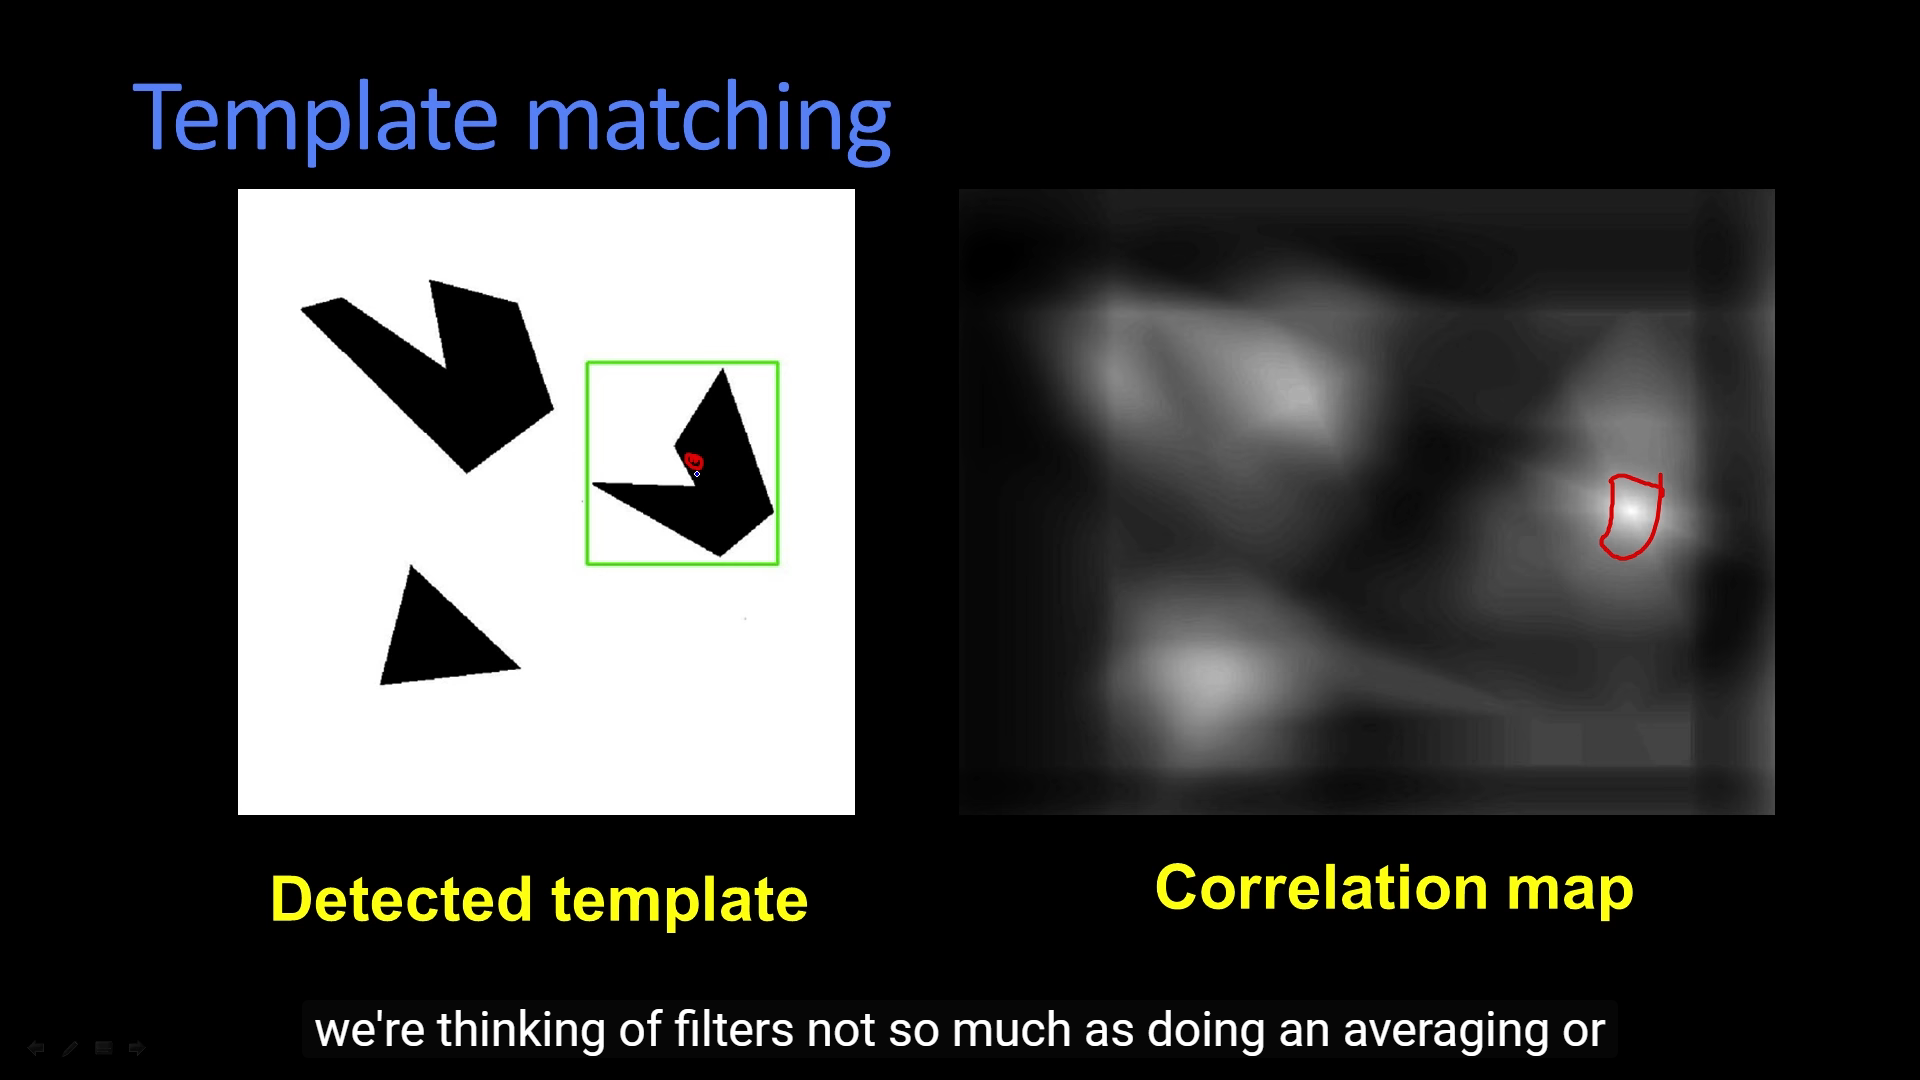 Template matching
Detected template
Correlation map
we're thinking of filters not so much as doing an averaging or